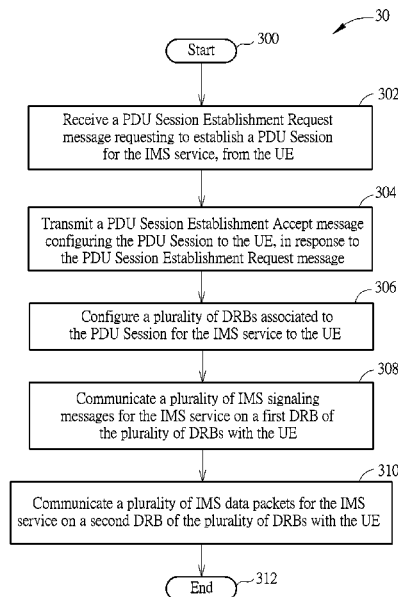 30
Start
300
302
Receive a PDU Session Establishment Request
message requesting to establish a PDU Session
for the IMS service, from the UE
304
Transmit a PDU Session Establishment Accept message
configuring the PDU Session to the UE, in response to
the PDU Session Establishment Request message
306
Configure a plurality of DRBs associated to
the PDU Session for the IMS service to the UE
308
Communicate a plurality of IMS signaling
messages for the IMS service on a first DRB of
the plurality of DRBs with the UE
310
Communicate a plurality of IMS data packets for the IMS
service on a second DRB of the plurality of DRBs with the UE
End
312